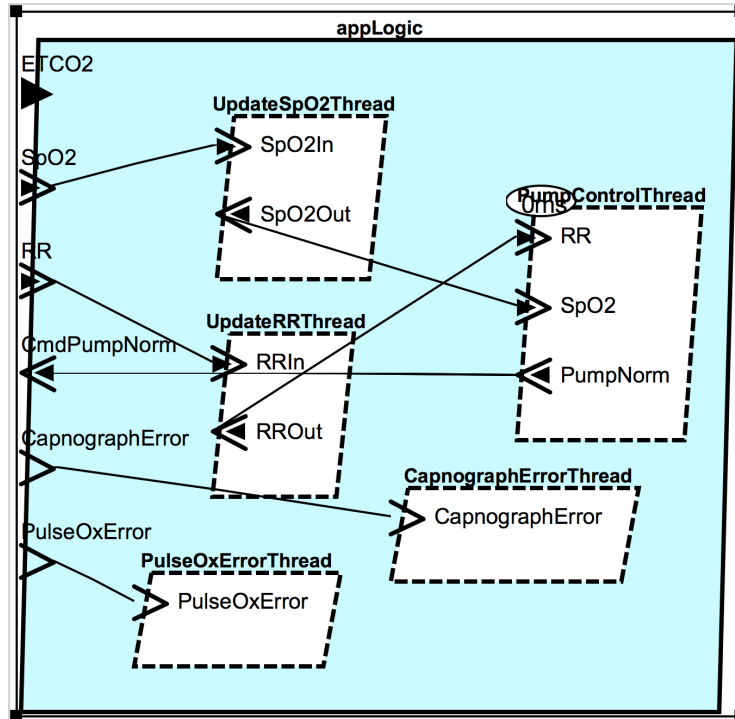 appLogic
ETCO2
UpdateSpO2Thread
SpO2In
SpO2
SpO2Out
PumpControlThread
0ms
RR
RR
SpO2
UpdateRRThread
CmdPumpNorm
RRIn
PumpNorm
RROut
CapnographError
CapnographErrorThread
CapnographError
PulseOxError
PulseOxErrorThread
PulseOxError